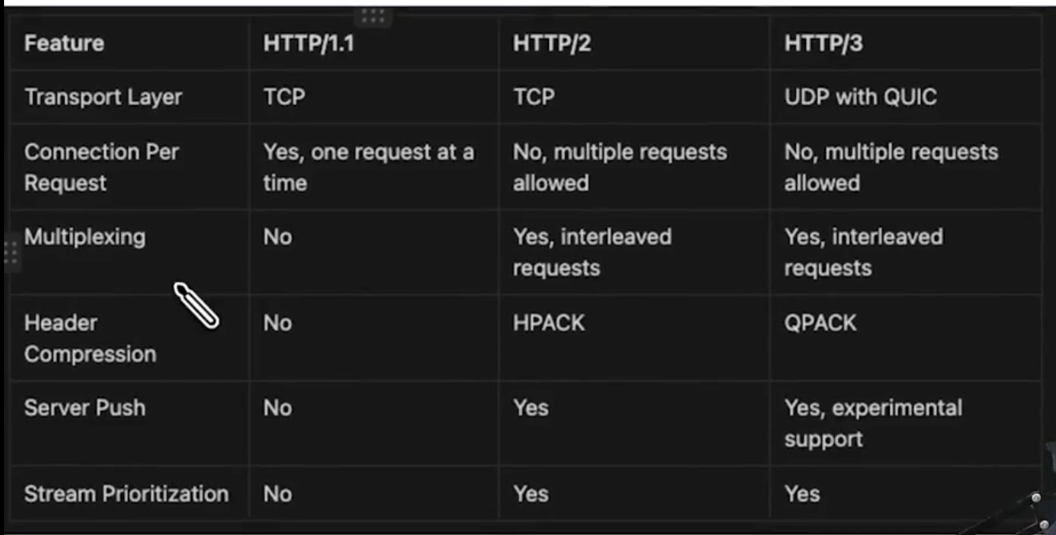 Feature HTTP/1.1 HTTP/2 HTTP/3
Transport Layer TCP TCP UDP with QUIC
Connection Per Yes, one request at a No, multiple requests No, multiple requests
Request time allowed allowed
Multiplexing No Yes, interleaved Yes, interleaved
requests requests
Header No HPACK QPACK
Compression
Server Push No Yes Yes, experimental
support
Stream Prioritization No Yes Yes